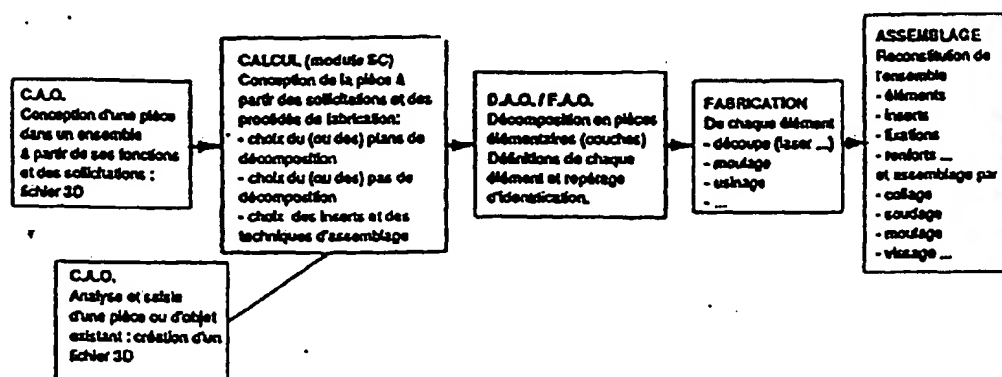 C.A.O.
Conception d'une pièce
dans un ensemble
à partir de ses fonctions
et des sollicitations :
fichier 3D
C.A.O.
Analyse et saisie
d'une pièce ou d'objet
existant : création d'un
fichier 3D
CALCUL (module SC)
Conception de la pièce à
partir des sollicitations et des
procédés de fabrication:
- choix du (ou des) plans de
décomposition
- choix du (ou des) pas de
décomposition
- choix des inserts et des
techniques d'assemblage
D.A.O. / F.A.O.
Décomposition en pièces
élémentaires (couches)
Définitions de chaque
élément et repérage
d'identification.
FABRICATION
De chaque élément
- découpe (laser ...)
- moulage
- usinage
- ....
ASSEMBLAGE
Reconstitution de
l'ensemble
- éléments
- inserts
- fixations
- renforts ...
et assemblage par
- collage
- soudage
- moulage
- vissage ...